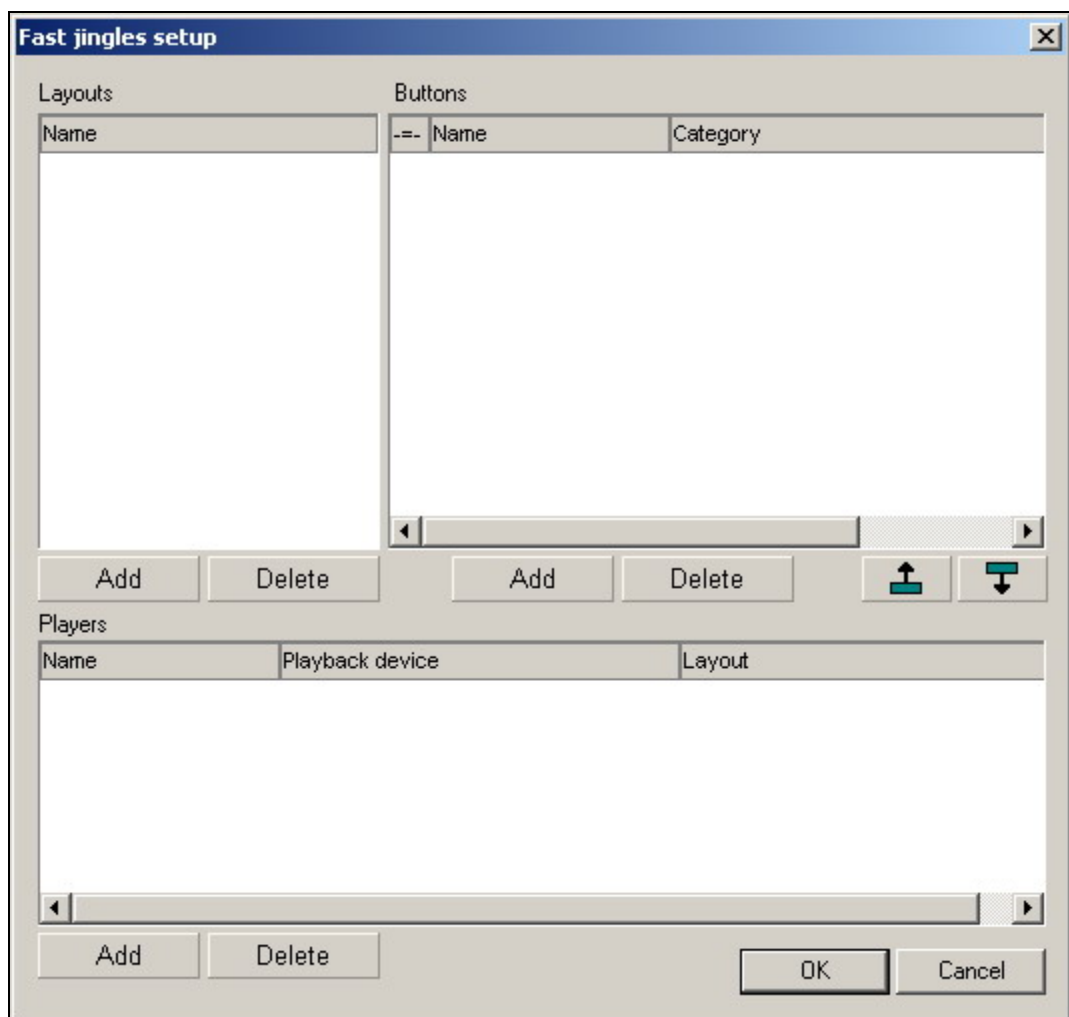 Fast jingles setup
Layouts
Buttons
Name
-=- Name Category
Add Delete
Add Delete
Players
Name Playback device Layout
Add Delete
OK Cancel